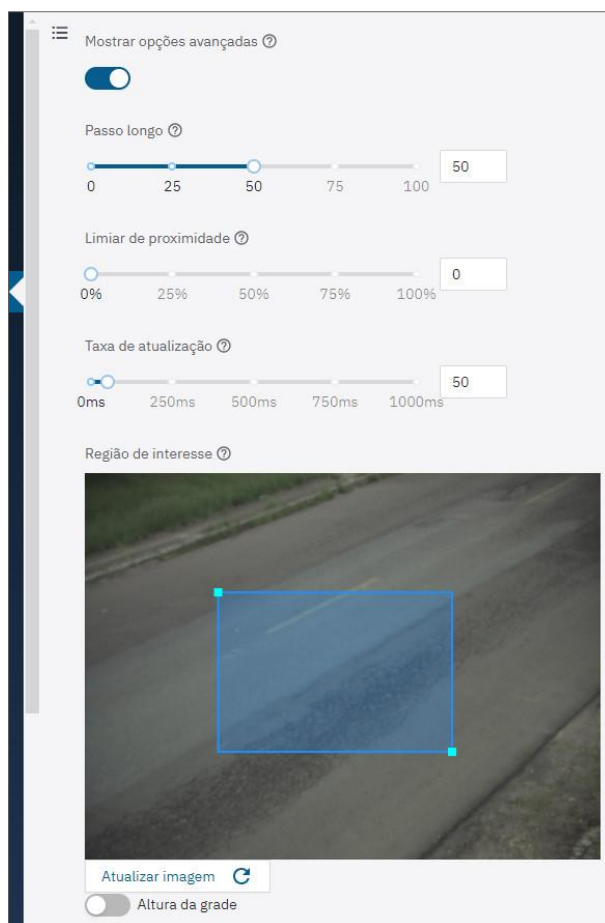 Mostrar opções avançadas
Passo longo
50
0 25 50 75 100
Limiar de proximidade
0
0% 25% 50% 75% 100%
Taxa de atualização
50
0ms 250ms 500ms 750ms 1000ms
Região de interesse
Atualizar imagem
Altura da grade